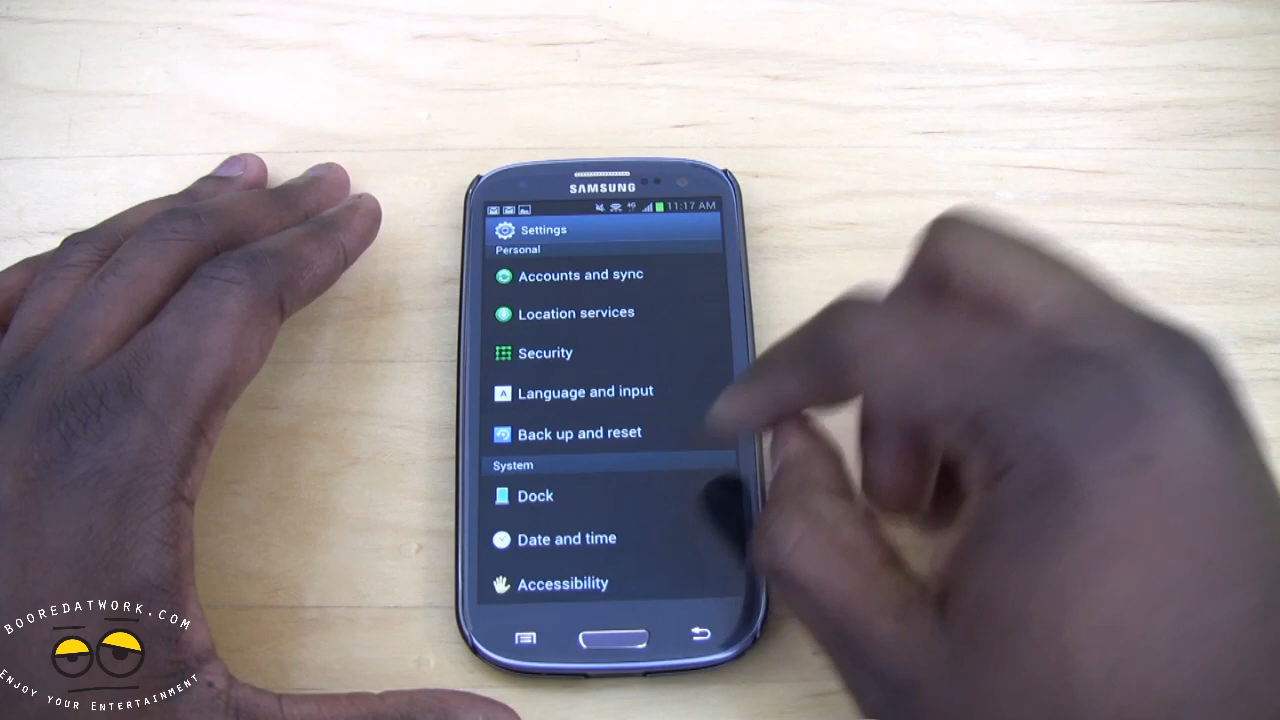 SAMSUNG
4G 11:17 AM
Settings
Personal
Accounts and sync
Location services
Security
A Language and input
Back up and reset
System
Dock
Date and time
Accessibility
BOOREDATWORK.COM
ENJOY YOUR ENTERTAINMENT